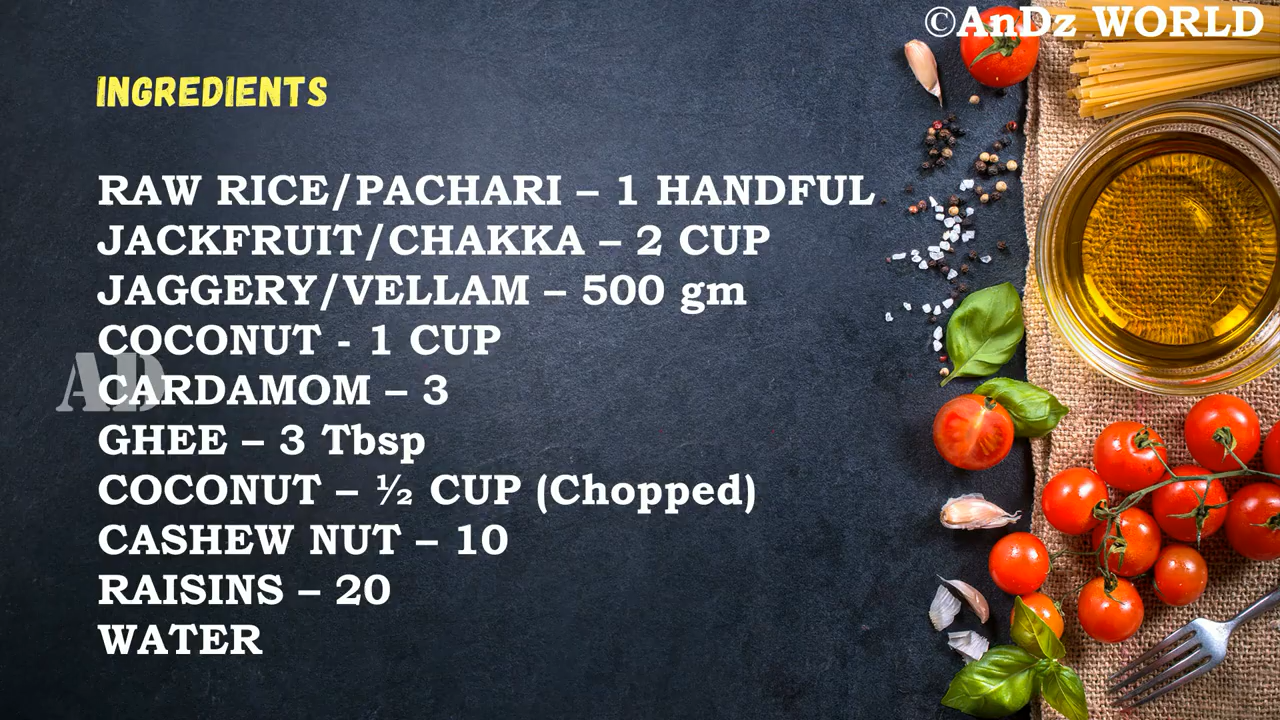 ©AnDz WORLD
INGREDIENTS
RAW RICE/PACHARI – 1 HANDFUL
JACKFRUIT/CHAKKA – 2 CUP
JAGGERY/VELLAM – 500 gm
COCONUT - 1 CUP
AD
CARDAMOM – 3
GHEE – 3 Tbsp
COCONUT – ½ CUP (Chopped)
CASHEW NUT – 10
RAISINS – 20
WATER